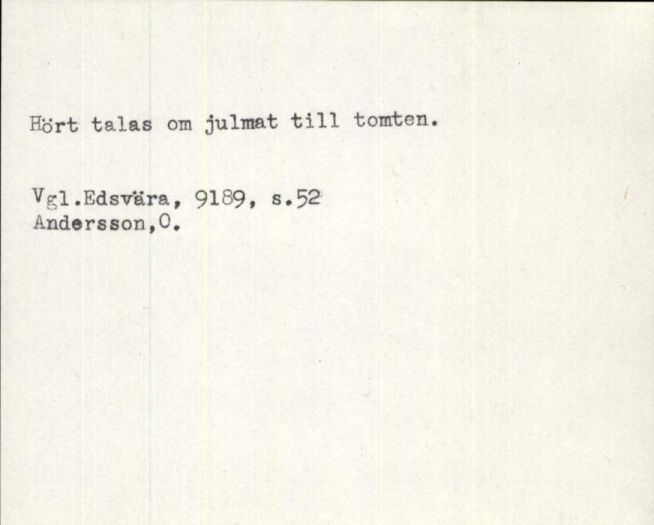 Hört talas om julmat till tomten.
Vgl.Edsvära, 9189, s.52
Andersson,O.